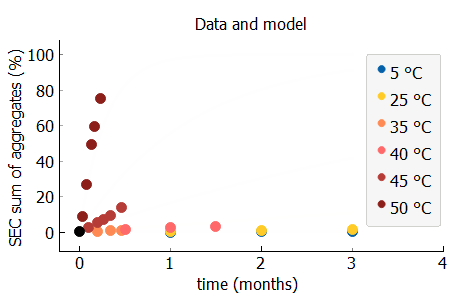 Data and model
SEC sum of aggregates (%)
100
80
60
40
20
0
0 1 2 3 4
time (months)
5 °C
25 °C
35 °C
40 °C
45 °C
50 °C